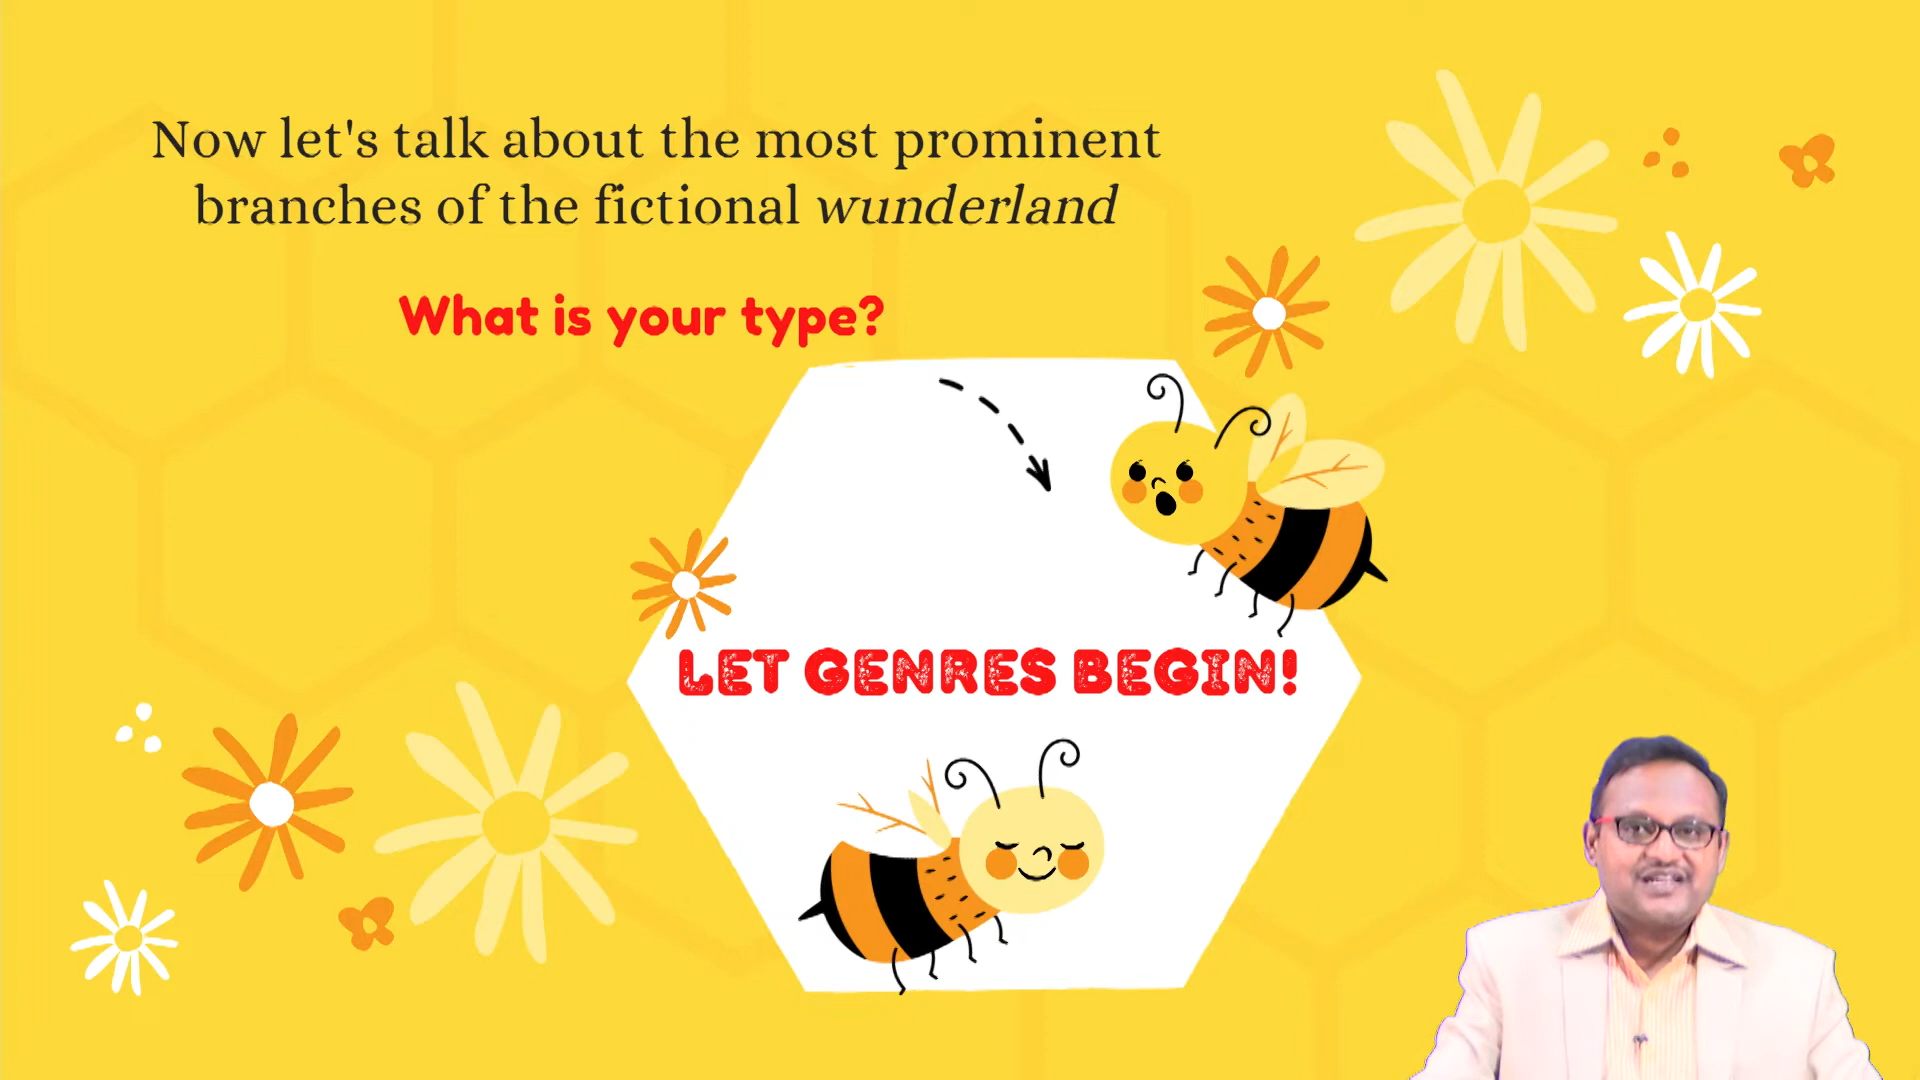 Now let's talk about the most prominent
branches of the fictional wunderland
What is your type?
LET GENRES BEGIN!